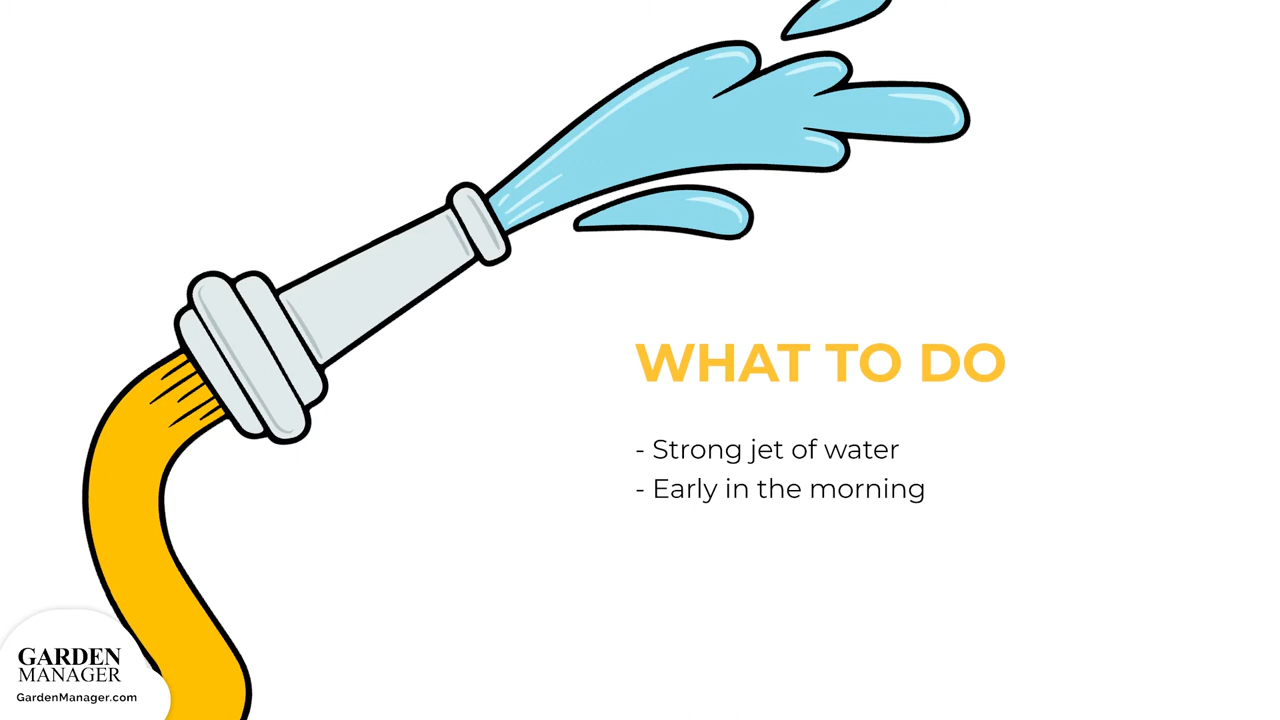 WHAT TO DO
- Strong jet of water
- Early in the morning
GARDEN
MANAGER
GardenManager.com